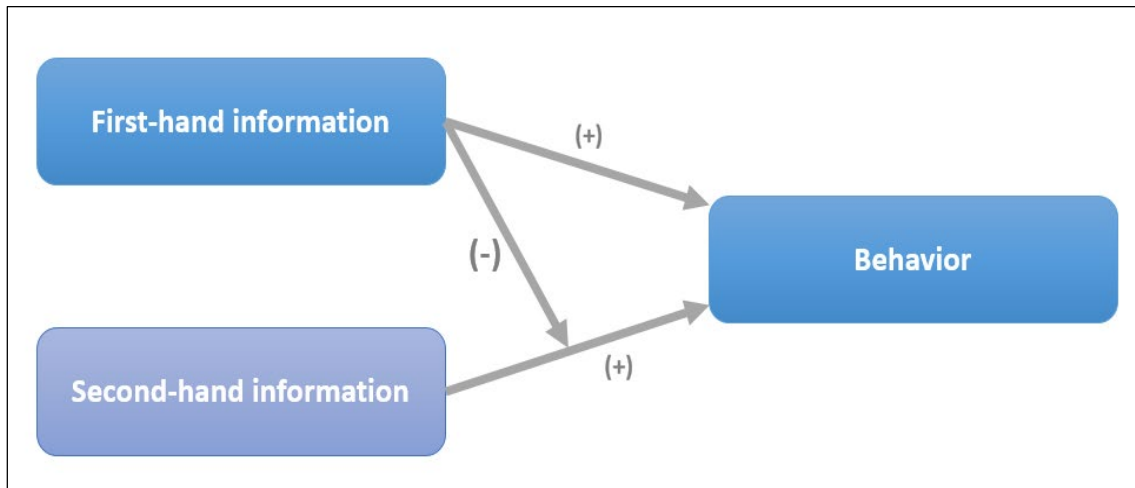 First-hand information
(+)
(-)
Behavior
Second-hand information
(+)